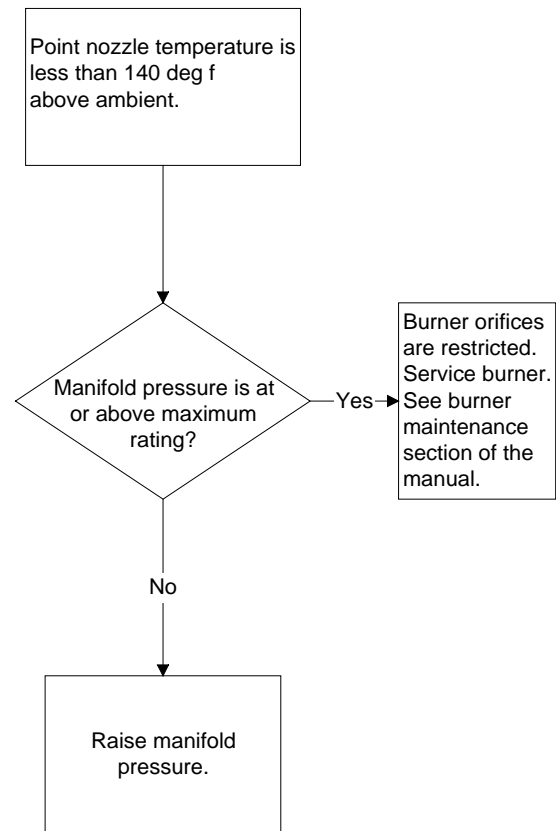 Point nozzle temperature is
less than 140 deg f
above ambient.
Manifold pressure is at
or above maximum
rating?
Yes
Burner orifices
are restricted.
Service burner.
See burner
maintenance
section of the
manual.
No
Raise manifold
pressure.